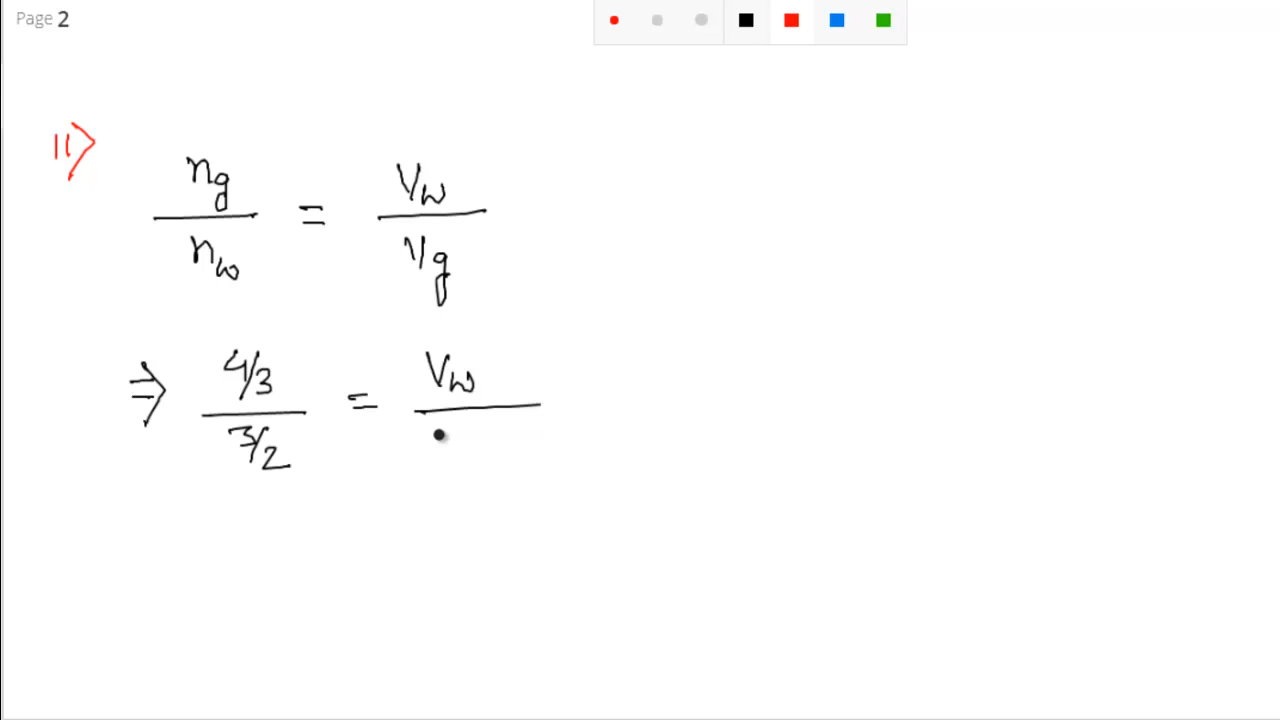 Page 2
11)
ng / nw = Vw / Vg
⇒ 4/3 / 3/2 = Vw /